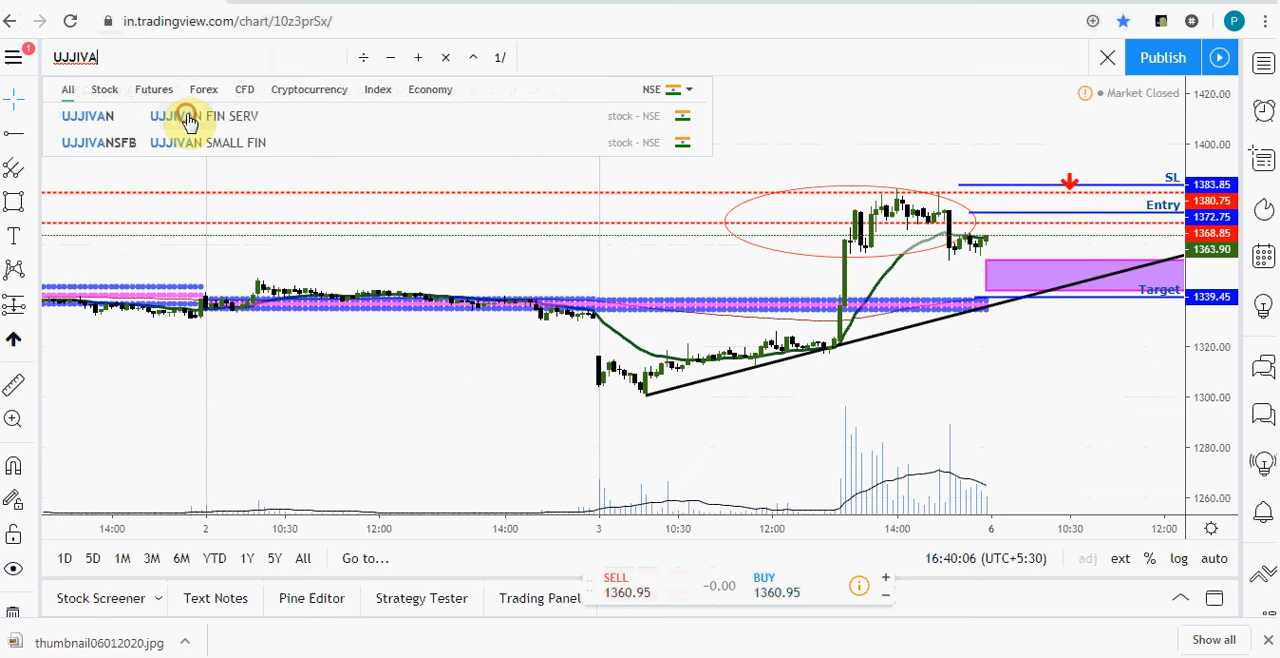 in.tradingview.com/chart/10z3prSx/
P
1
UJJIVA
÷ − + × ^ 1/
Publish
All Stock Futures Forex CFD Cryptocurrency Index Economy NSE
UJJIVAN UJJIVAN FIN SERV stock - NSE
UJJIVANSFB UJJIVAN SMALL FIN stock - NSE
Market Closed
1420.00
1400.00
SL 1383.85
1380.75
Entry 1372.75
1368.85
1363.90
Target 1339.45
1320.00
1300.00
1280.00
1260.00
14:00 2 10:30 12:00 14:00 3 10:30 12:00 14:00 6 10:30 12:00
1D 5D 1M 3M 6M YTD 1Y 5Y All Go to... 16:40:06 (UTC+5:30) adj ext % log auto
SELL
1360.95
−0.00
BUY
1360.95
+
−
Stock Screener Text Notes Pine Editor Strategy Tester Trading Panel
thumbnail06012020.jpg
Show all